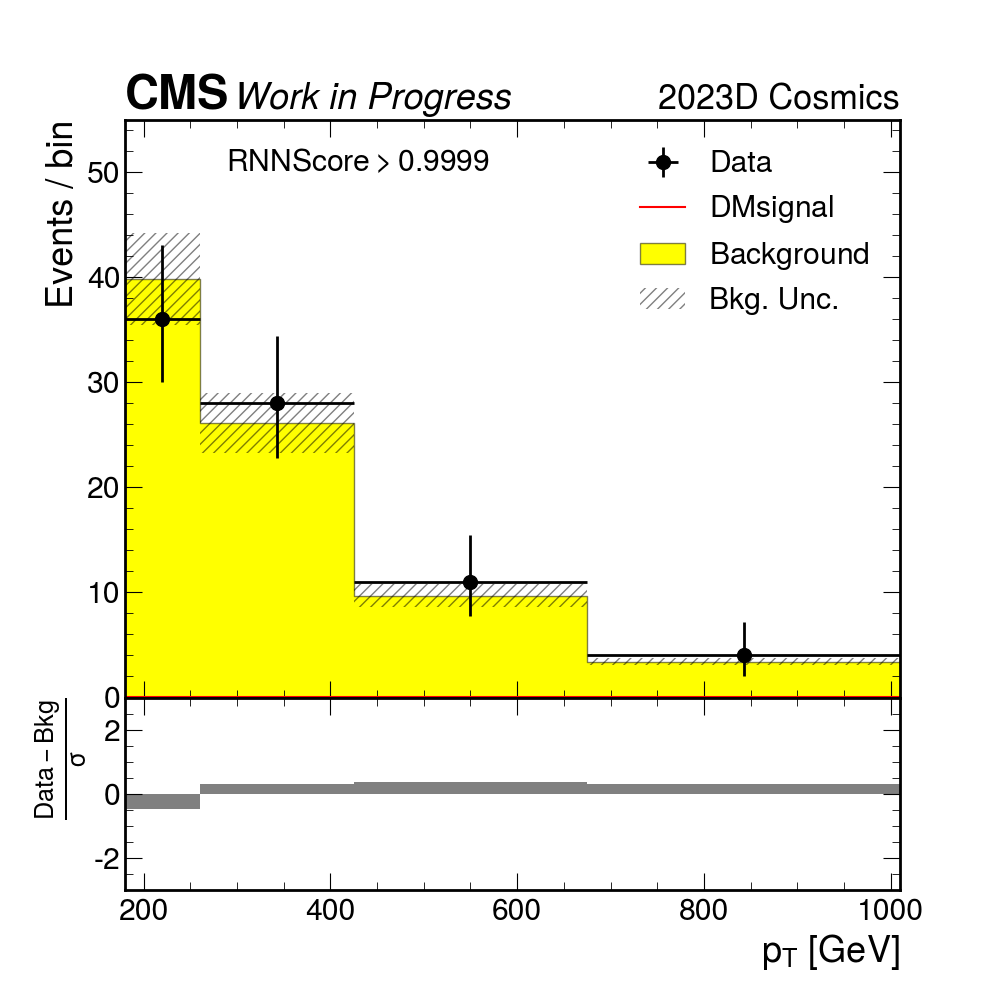 CMS Work in Progress 2023D Cosmics
Events / bin
RNNScore > 0.9999
Data
DMsignal
Background
Bkg. Unc.
50
40
30
20
10
0
Data – Bkg
σ
2
0
-2
200 400 600 800 1000
pT [GeV]